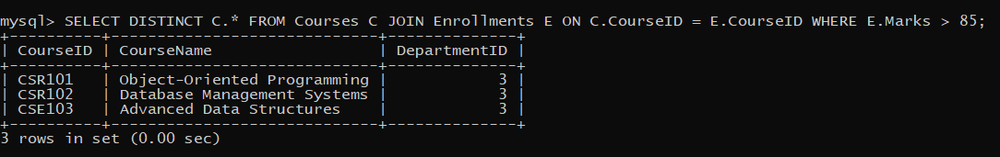 mysql> SELECT DISTINCT C.* FROM Courses C JOIN Enrollments E ON C.CourseID = E.CourseID WHERE E.Marks > 85;
+----------+-----------------------------+--------------+
| CourseID | CourseName                  | DepartmentID |
+----------+-----------------------------+--------------+
| CSR101   | Object-Oriented Programming |            3 |
| CSR102   | Database Management Systems |            3 |
| CSE103   | Advanced Data Structures    |            3 |
+----------+-----------------------------+--------------+
3 rows in set (0.00 sec)